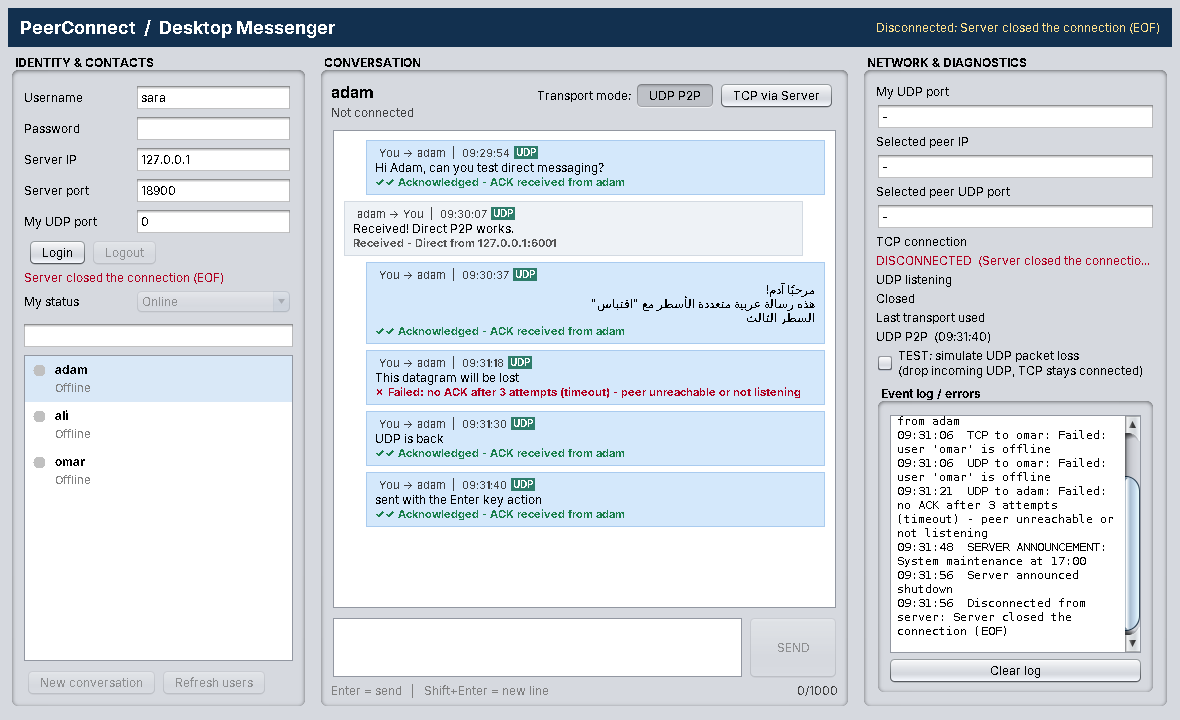 PeerConnect / Desktop Messenger
Disconnected: Server closed the connection (EOF)
IDENTITY & CONTACTS
Username
sara
Password
Server IP
127.0.0.1
Server port
18900
My UDP port
0
Login
Logout
Server closed the connection (EOF)
My status
Online
adam
Offline
ali
Offline
omar
Offline
New conversation
Refresh users
CONVERSATION
adam
Not connected
Transport mode:
UDP P2P
TCP via Server
You → adam | 09:29:54 UDP
Hi Adam, can you test direct messaging?
✓✓ Acknowledged - ACK received from adam
adam → You | 09:30:07 UDP
Received! Direct P2P works.
Received - Direct from 127.0.0.1:6001
You → adam | 09:30:37 UDP
مرحبًا آدم!
هذه رسالة عربية متعددة الأسطر مع "اقتباس"
السطر الثالث
✓✓ Acknowledged - ACK received from adam
You → adam | 09:31:18 UDP
This datagram will be lost
× Failed: no ACK after 3 attempts (timeout) - peer unreachable or not listening
You → adam | 09:31:30 UDP
UDP is back
✓✓ Acknowledged - ACK received from adam
You → adam | 09:31:40 UDP
sent with the Enter key action
✓✓ Acknowledged - ACK received from adam
SEND
Enter = send | Shift+Enter = new line
0/1000
NETWORK & DIAGNOSTICS
My UDP port
-
Selected peer IP
-
Selected peer UDP port
-
TCP connection
DISCONNECTED (Server closed the connectio...
UDP listening
Closed
Last transport used
UDP P2P (09:31:40)
TEST: simulate UDP packet loss
(drop incoming UDP, TCP stays connected)
Event log / errors
from adam
09:31:06 TCP to omar: Failed:
user 'omar' is offline
09:31:06 UDP to omar: Failed:
user 'omar' is offline
09:31:21 UDP to adam: Failed:
no ACK after 3 attempts
(timeout) - peer unreachable or
not listening
09:31:48 SERVER ANNOUNCEMENT:
System maintenance at 17:00
09:31:56 Server announced
shutdown
09:31:56 Disconnected from
server: Server closed the
connection (EOF)
Clear log